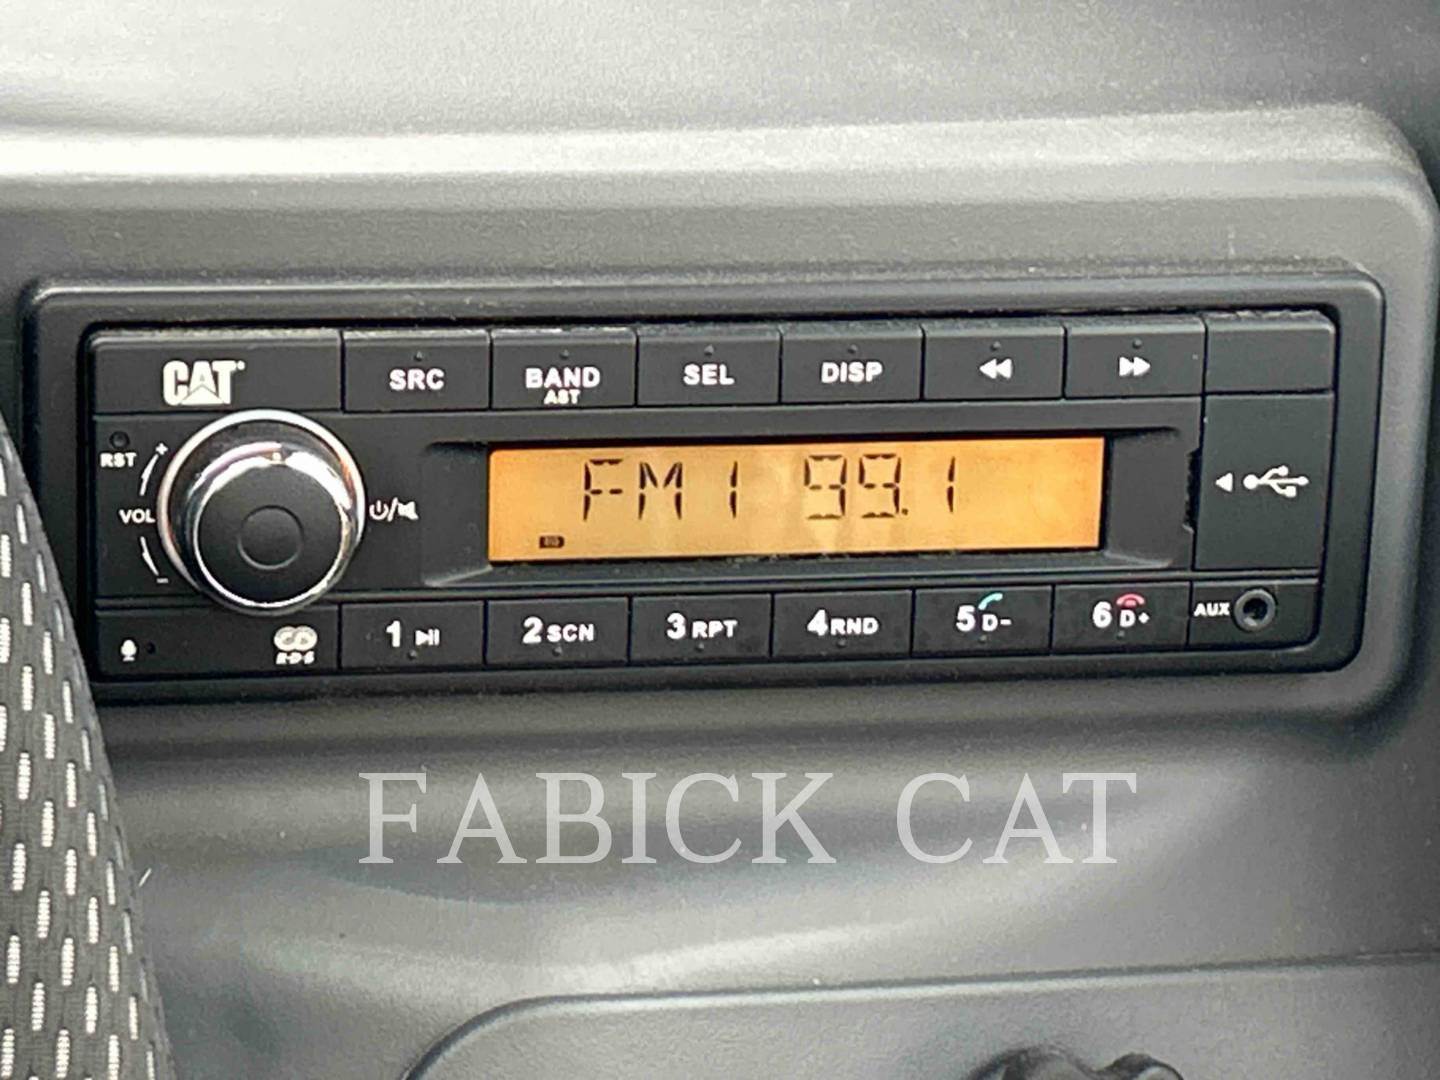 CAT
SRC
BAND
AST
SEL
DISP
RST
VOL
+
-
FM1 99.1
R·D·S
1
2 SCN
3 RPT
4 RND
5 D-
6 D+
AUX
FABICK CAT